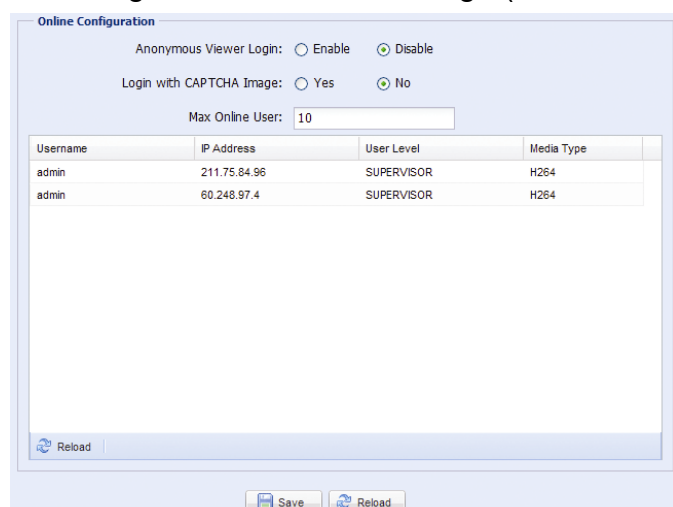 Online Configuration
Anonymous Viewer Login: Enable Disable
Login with CAPTCHA Image: Yes No
Max Online User: 10
Username IP Address User Level Media Type
admin 211.75.84.96 SUPERVISOR H264
admin 60.248.97.4 SUPERVISOR H264
Reload
Save Reload